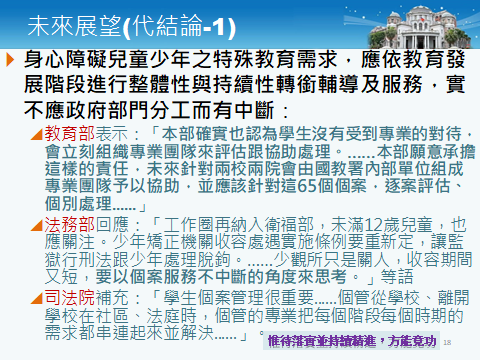 未來展望(代結論-1)
身心障礙兒童少年之特殊教育需求，應依教育發
展階段進行整體性與持續性轉銜輔導及服務，實
不應政府部門分工而有中斷：
教育部表示：「本部確實也認為學生沒有受到專業的對待，
會立刻組織專業團隊來評估跟協助處理。……本部願意承擔
這樣的責任，未來針對兩校兩院會由國教署內部單位組成
專業團隊予以協助，並應該針對這65個個案，逐案評估、
個別處理……」
法務部回應：「工作圈再納入衛福部，未滿12歲兒童，也
應關注。少年矯正機關收容處遇實施條例要重新定，讓監
獄行刑法跟少年處理脫鉤。……少觀所只是關人，收容期間
又短，要以個案服務不中斷的角度來思考。」等語
司法院補充：「學生個案管理很重要……個管從學校、離開
學校在社區、法庭時，個管的專業把每個階段每個時期的
需求都串連起來並解決……」。
惟待落實並持續精進，方能竟功
18